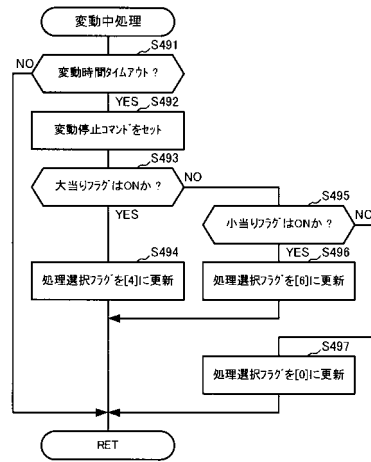 変動中処理
S491
NO
変動時間タイムアウト？
YES
S492
変動停止コマンドをセット
S493
大当りフラグはONか？
NO
YES
S495
小当りフラグはONか？
NO
YES
S494
S496
処理選択フラグを[4]に更新
処理選択フラグを[6]に更新
S497
処理選択フラグを[0]に更新
RET